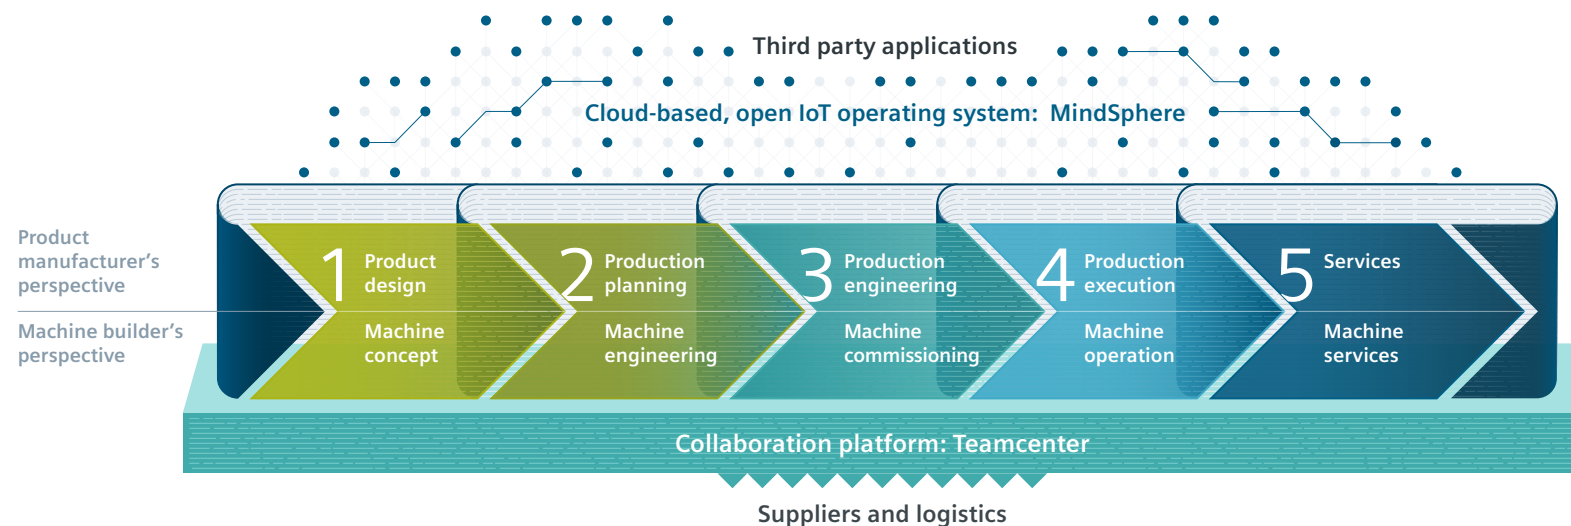 Third party applications
Cloud-based, open IoT operating system: MindSphere
Product
manufacturer's
perspective
Machine builder's
perspective
1
Product
design
Machine
concept
2
Production
planning
Machine
engineering
3
Production
engineering
Machine
commissioning
4
Production
execution
Machine
operation
5
Services
Machine
services
Collaboration platform: Teamcenter
Suppliers and logistics